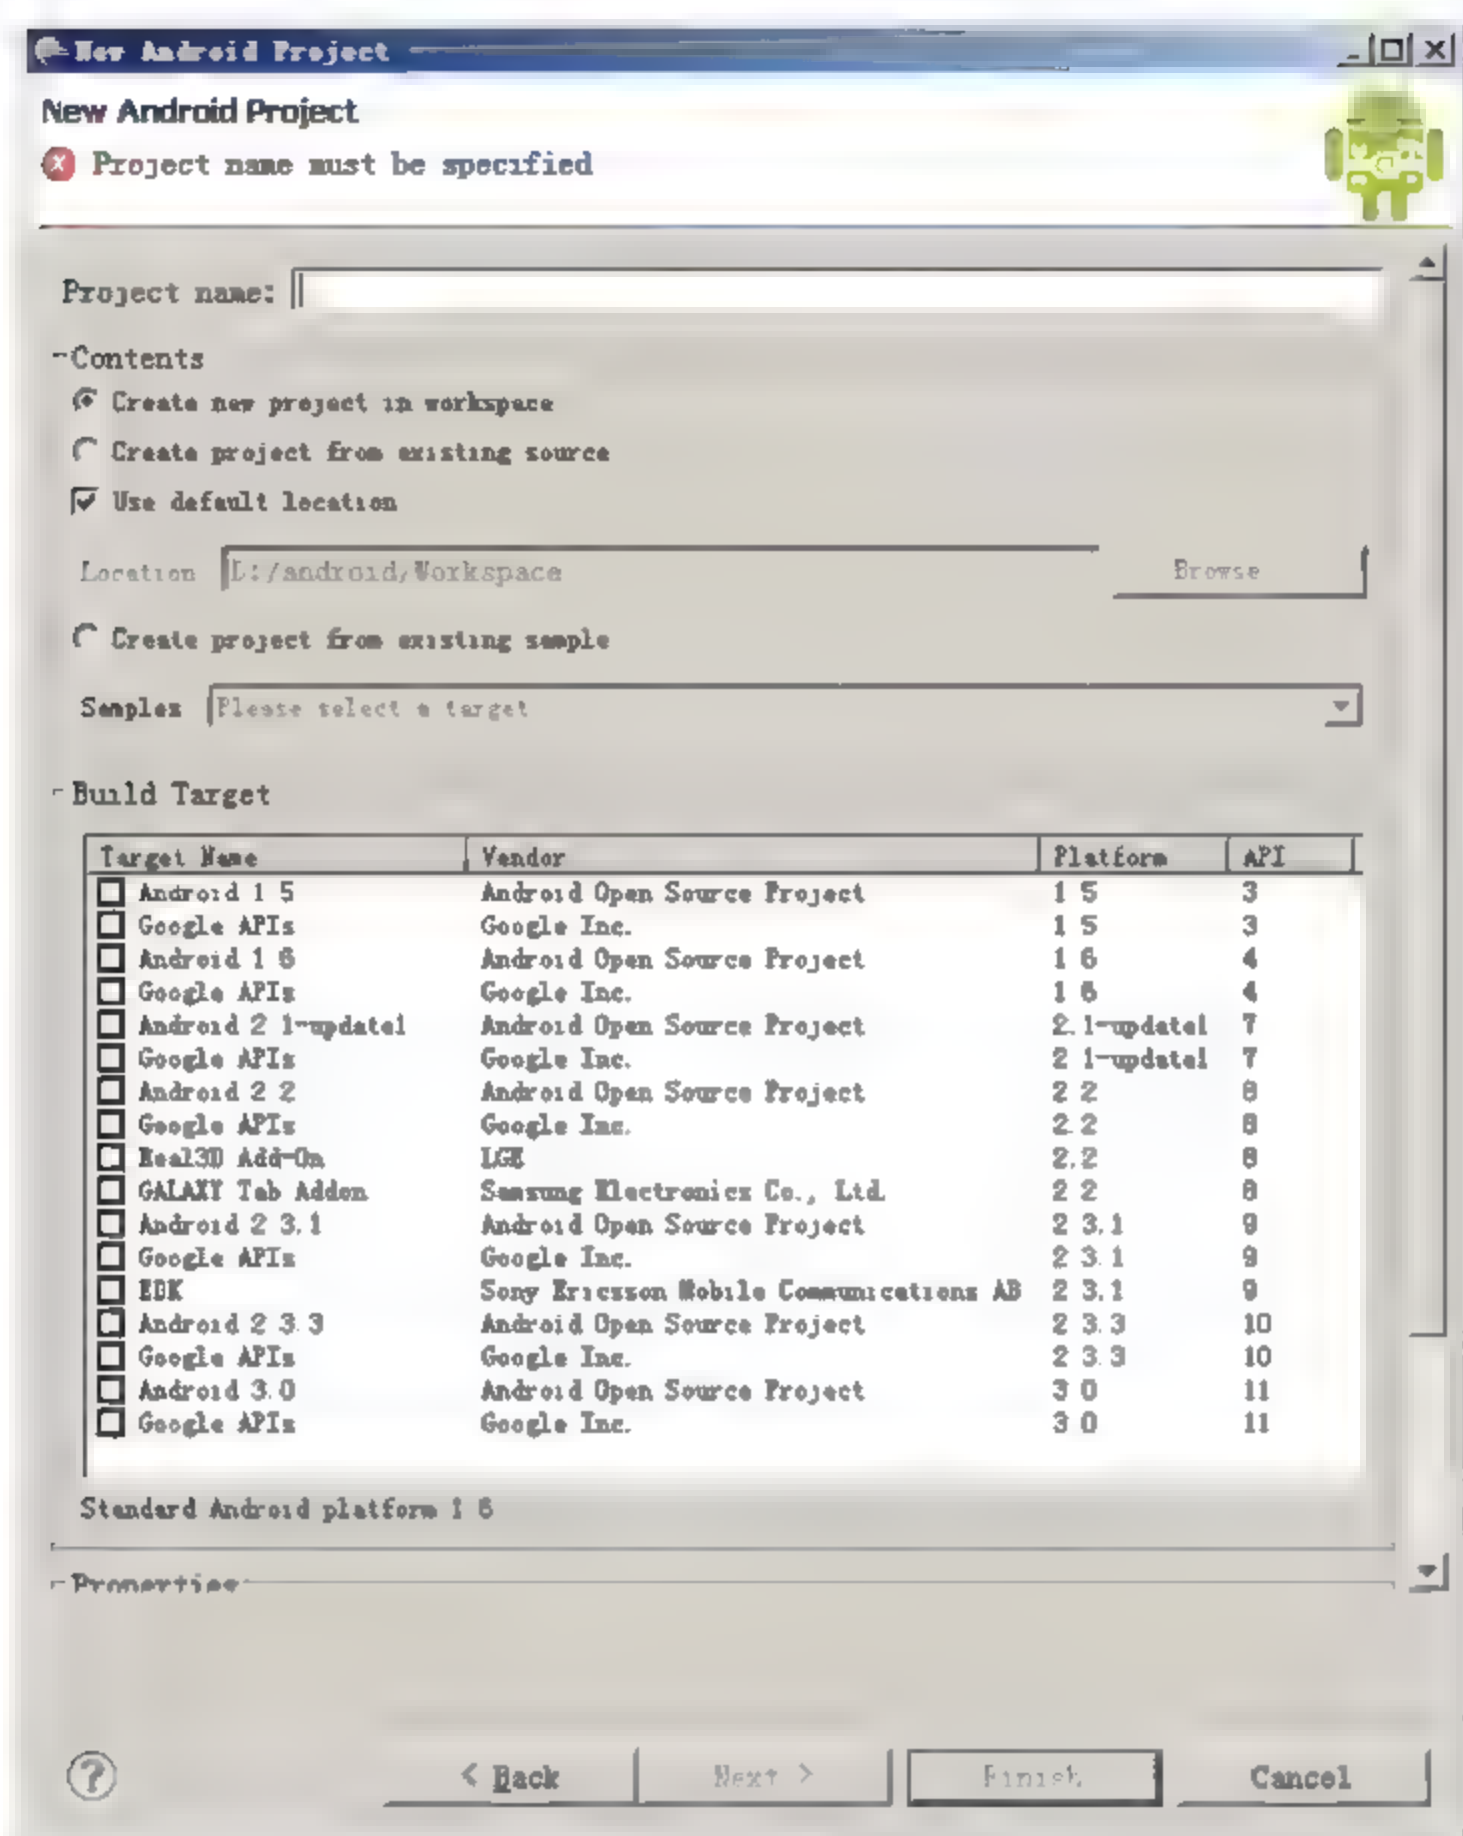 New Android Project
New Android Project
Project name must be specified
Project name:
Contents
Create new project in workspace
Create project from existing source
Use default location
Location D:/android/Workspace Browse
Create project from existing sample
Samples Please select a target
Build Target
Target Name Vendor Platform API
Android 1 5 Android Open Source Project 1 5 3
Google APIs Google Inc. 1 5 3
Android 1 6 Android Open Source Project 1 6 4
Google APIs Google Inc. 1 6 4
Android 2 1-update1 Android Open Source Project 2.1-update1 7
Google APIs Google Inc. 2 1-update1 7
Android 2 2 Android Open Source Project 2 2 8
Google APIs Google Inc. 2 2 8
Real3D Add-On LGE 2.2 8
GALAXY Tab Addon Samsung Electronics Co., Ltd. 2 2 8
Android 2 3.1 Android Open Source Project 2 3.1 9
Google APIs Google Inc. 2 3 1 9
EDK Sony Ericsson Mobile Communications AB 2 3.1 9
Android 2 3.3 Android Open Source Project 2 3.3 10
Google APIs Google Inc. 2 3 3 10
Android 3.0 Android Open Source Project 3 0 11
Google APIs Google Inc. 3 0 11
Standard Android platform 1 6
Properties
< Back Next > Finish Cancel